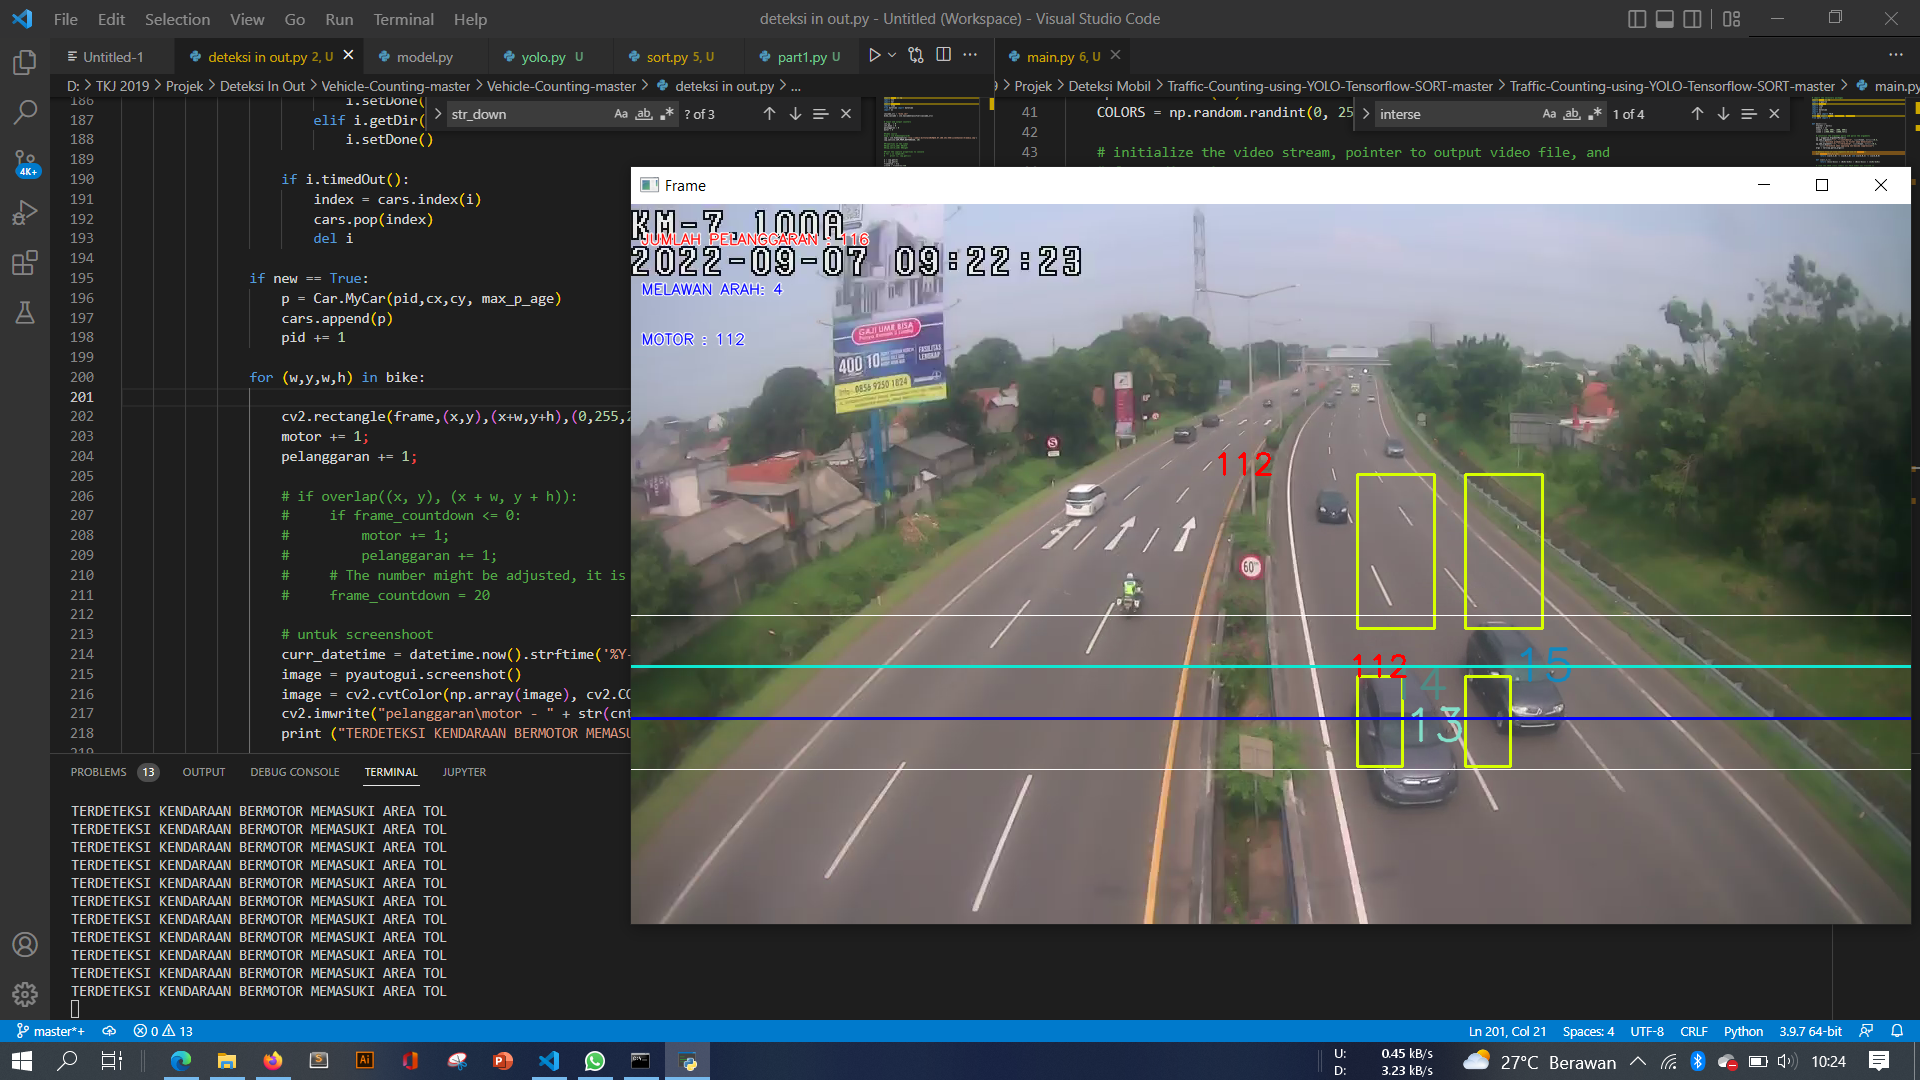 File Edit Selection View Go Run Terminal Help
deteksi in out.py - Untitled (Workspace) - Visual Studio Code
Untitled-1 deteksi in out.py 2, U model.py yolo.py U sort.py 5, U part1.py U
main.py 6, U
D: > TKJ 2019 > Projek > Deteksi In Out > Vehicle-Counting-master > Vehicle-Counting-master > deteksi in out.py > ...
> Projek > Deteksi Mobil > Traffic-Counting-using-YOLO-Tensorflow-SORT-master > Traffic-Counting-using-YOLO-Tensorflow-SORT-master > main.py
str_down Aa ab ? of 3
interse Aa ab 1 of 4
186 i.setDone(
187 elif i.getDir(
188 i.setDone()
189
190 if i.timedOut():
191 index = cars.index(i)
192 cars.pop(index)
193 del i
194
195 if new == True:
196 p = Car.MyCar(pid,cx,cy, max_p_age)
197 cars.append(p)
198 pid += 1
199
200 for (w,y,w,h) in bike:
201
202 cv2.rectangle(frame,(x,y),(x+w,y+h),(0,255,2
203 motor += 1;
204 pelanggaran += 1;
205
206 # if overlap((x, y), (x + w, y + h)):
207 # if frame_countdown <= 0:
208 # motor += 1;
209 # pelanggaran += 1;
210 # # The number might be adjusted, it is
211 # frame_countdown = 20
212
213 # untuk screenshoot
214 curr_datetime = datetime.now().strftime('%Y-
215 image = pyautogui.screenshot()
216 image = cv2.cvtColor(np.array(image), cv2.CO
217 cv2.imwrite("pelanggaran\motor - " + str(cnt
218 print ("TERDETEKSI KENDARAAN BERMOTOR MEMASU
219
41 COLORS = np.random.randint(0, 25
42
43 # initialize the video stream, pointer to output video file, and
Frame
KM-7.100A
JUMLAH PELANGGARAN : 116
2022-09-07 09:22:23
MELAWAN ARAH: 4
MOTOR : 112
GAJI UMR BISA
400 10
FASILITAS
LENGKAP
0856 9250 1824
S
112
60
112
14
15
13
PROBLEMS 13 OUTPUT DEBUG CONSOLE TERMINAL JUPYTER
TERDETEKSI KENDARAAN BERMOTOR MEMASUKI AREA TOL
TERDETEKSI KENDARAAN BERMOTOR MEMASUKI AREA TOL
TERDETEKSI KENDARAAN BERMOTOR MEMASUKI AREA TOL
TERDETEKSI KENDARAAN BERMOTOR MEMASUKI AREA TOL
TERDETEKSI KENDARAAN BERMOTOR MEMASUKI AREA TOL
TERDETEKSI KENDARAAN BERMOTOR MEMASUKI AREA TOL
TERDETEKSI KENDARAAN BERMOTOR MEMASUKI AREA TOL
TERDETEKSI KENDARAAN BERMOTOR MEMASUKI AREA TOL
TERDETEKSI KENDARAAN BERMOTOR MEMASUKI AREA TOL
TERDETEKSI KENDARAAN BERMOTOR MEMASUKI AREA TOL
TERDETEKSI KENDARAAN BERMOTOR MEMASUKI AREA TOL
4K+
master*+ 0 13
Ln 201, Col 21 Spaces: 4 UTF-8 CRLF Python 3.9.7 64-bit
U: 0.45 kB/s
D: 3.23 kB/s
27°C Berawan 10:24